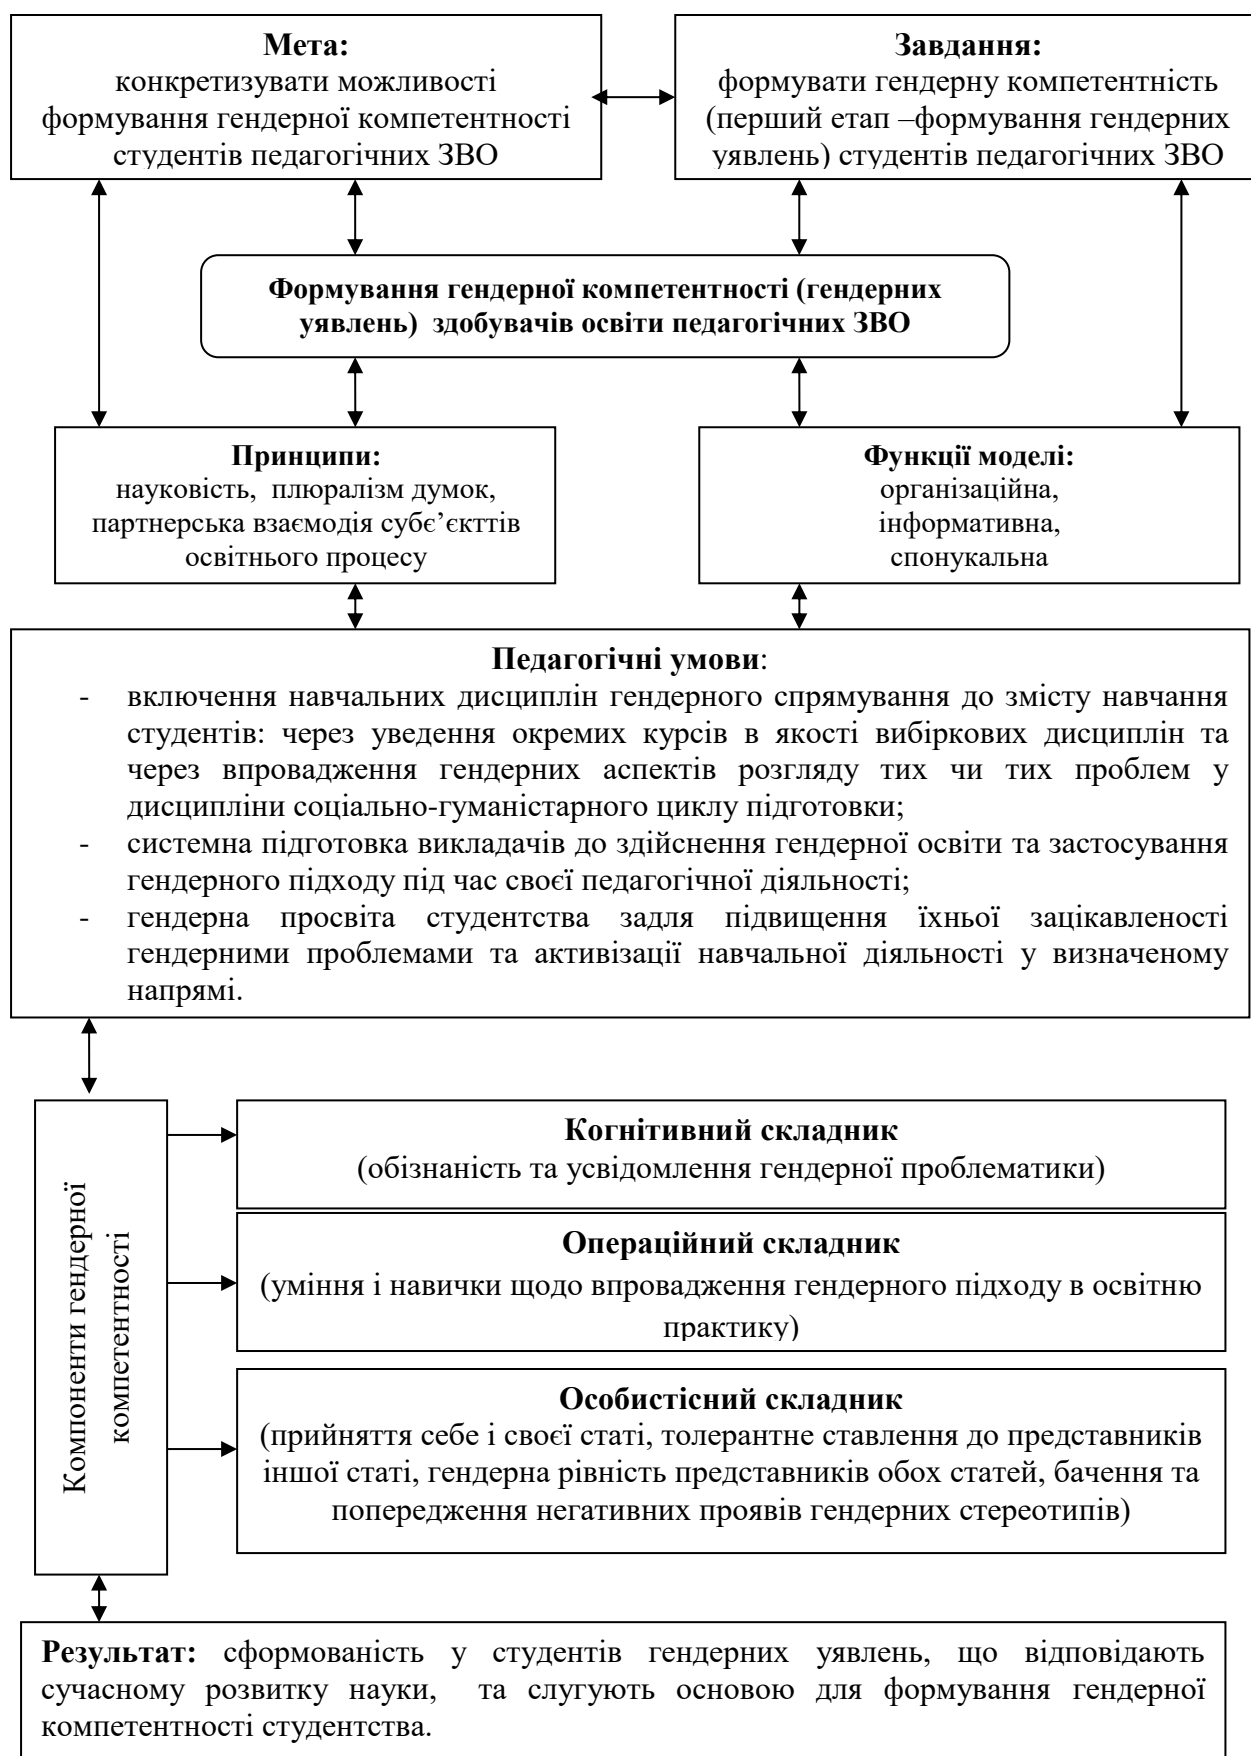 Мета:
конкретизувати можливості
формування гендерної компетентності
студентів педагогічних ЗВО
Завдання:
формувати гендерну компетентність
(перший етап –формування гендерних
уявлень) студентів педагогічних ЗВО
Формування гендерної компетентності (гендерних
уявлень) здобувачів освіти педагогічних ЗВО
Принципи:
науковість, плюралізм думок,
партнерська взаємодія субє’єкттів
освітнього процесу
Функції моделі:
організаційна,
інформативна,
спонукальна
Педагогічні умови:
- включення навчальних дисциплін гендерного спрямування до змісту навчання
студентів: через уведення окремих курсів в якості вибіркових дисциплін та
через впровадження гендерних аспектів розгляду тих чи тих проблем у
дисципліни соціально-гуманістарного циклу підготовки;
- системна підготовка викладачів до здійснення гендерної освіти та застосування
гендерного підходу під час своєї педагогічної діяльності;
- гендерна просвіта студентства задля підвищення їхньої зацікавленості
гендерними проблемами та активізації навчальної діяльності у визначеному
напрямі.
Компоненти гендерної
компетентності
Когнітивний складник
(обізнаність та усвідомлення гендерної проблематики)
Операційний складник
(уміння і навички щодо впровадження гендерного підходу в освітню
практику)
Особистісний складник
(прийняття себе і своєї статі, толерантне ставлення до представників
іншої статі, гендерна рівність представників обох статей, бачення та
попередження негативних проявів гендерних стереотипів)
Результат: сформованість у студентів гендерних уявлень, що відповідають
сучасному розвитку науки, та слугують основою для формування гендерної
компетентності студентства.